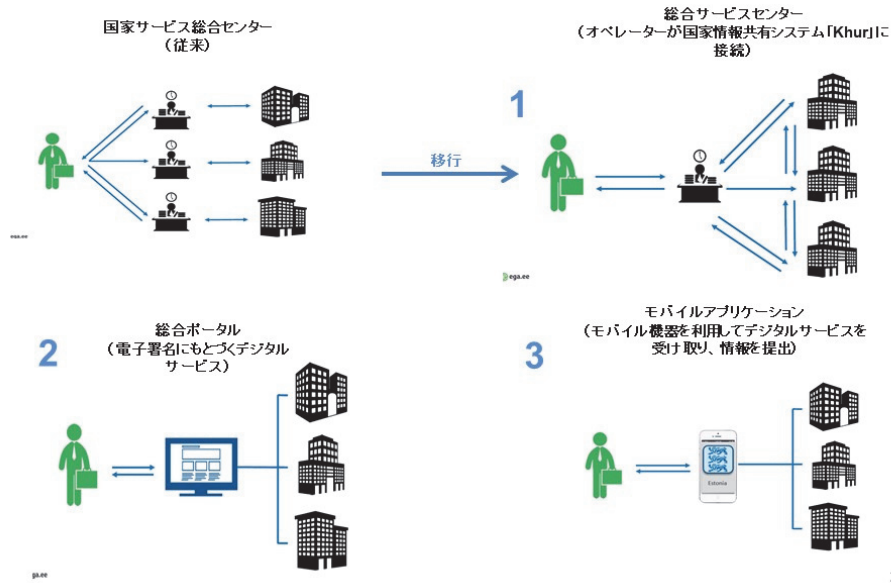 国家サービス総合センター
（従来）
総合サービスセンター
（オペレーターが国家情報共有システム「Khur」に
接続）
1
移行
ega.ee
2
総合ポータル
（電子署名にもとづくデジタル
サービス）
3
モバイルアプリケーション
（モバイル機器を利用してデジタルサービスを
受け取り、情報を提出）
Estonia
ga.ee